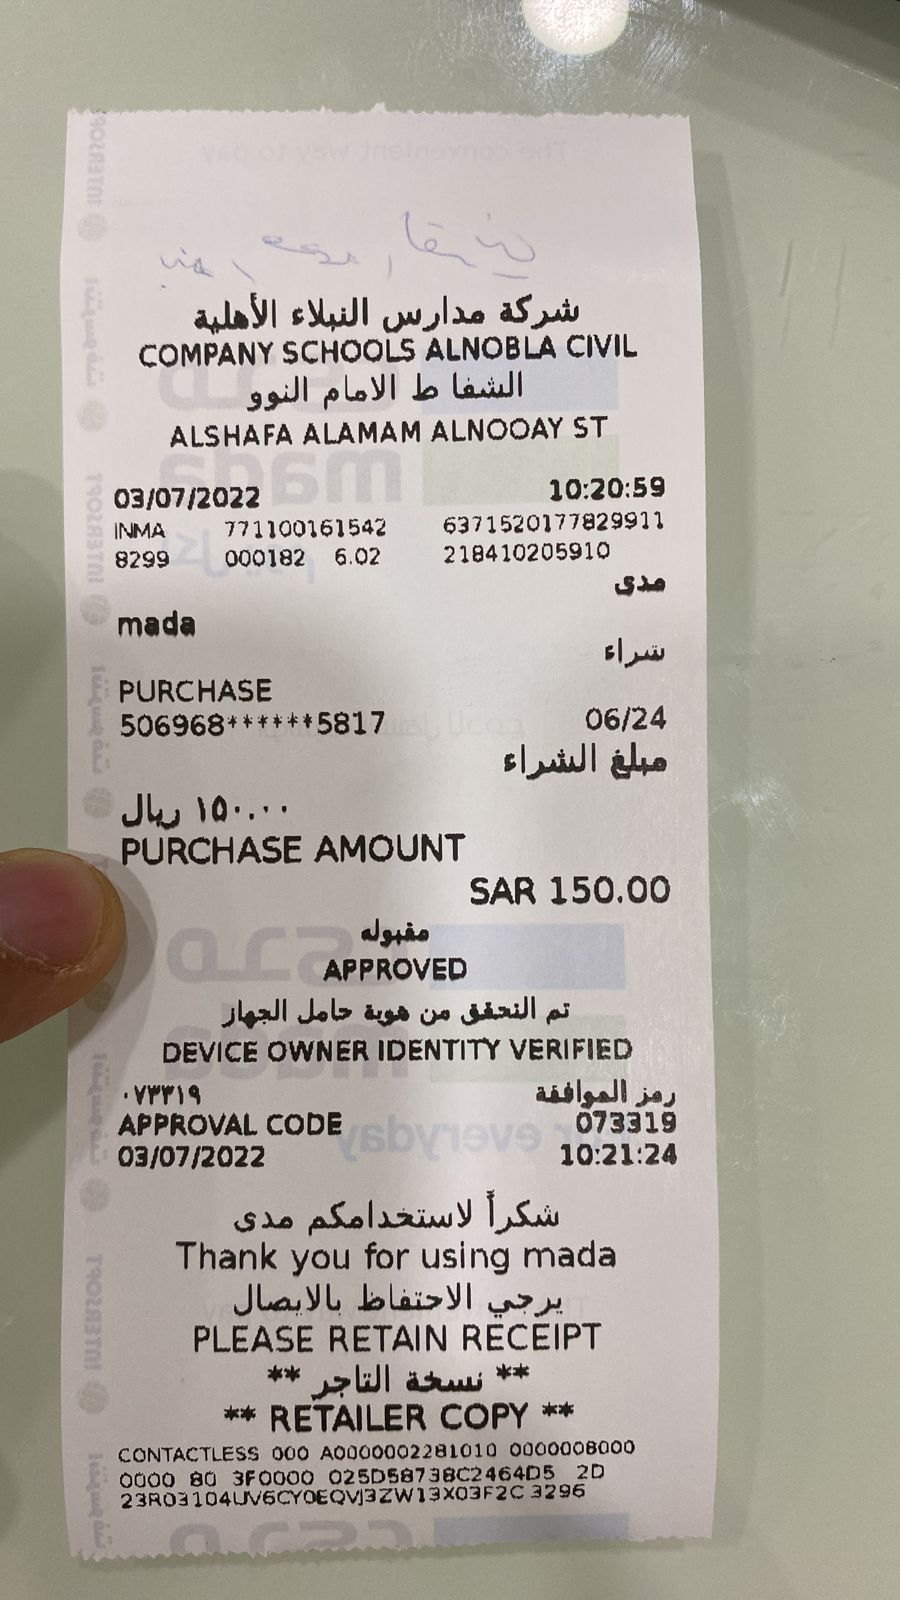 شركة مدارس النبلاء الأهلية
COMPANY SCHOOLS ALNOBLA CIVIL
الشفا ط الامام النوو
ALSHAFA ALAMAM ALNOOAY ST
03/07/2022 10:20:59
INMA 771100161542 6371520177829911
8299 000182 6.02 218410205910
مدى
mada
شراء
PURCHASE
506968******5817 06/24
مبلغ الشراء
١٥٠.٠٠ ريال
PURCHASE AMOUNT
SAR 150.00
مقبوله
APPROVED
تم التحقق من هوية حامل الجهاز
DEVICE OWNER IDENTITY VERIFIED
رمز الموافقة ٠٧٣٣١٩
APPROVAL CODE 073319
03/07/2022 10:21:24
شكراً لاستخدامكم مدى
Thank you for using mada
يرجي الاحتفاظ بالايصال
PLEASE RETAIN RECEIPT
** نسخة التاجر **
** RETAILER COPY **
CONTACTLESS 000 A0000002281010 0000008000
0000 80 3F0000 025D58738C2464D5 2D
23R03104UV6CY0EQVJ3ZW13X03F2C 3296